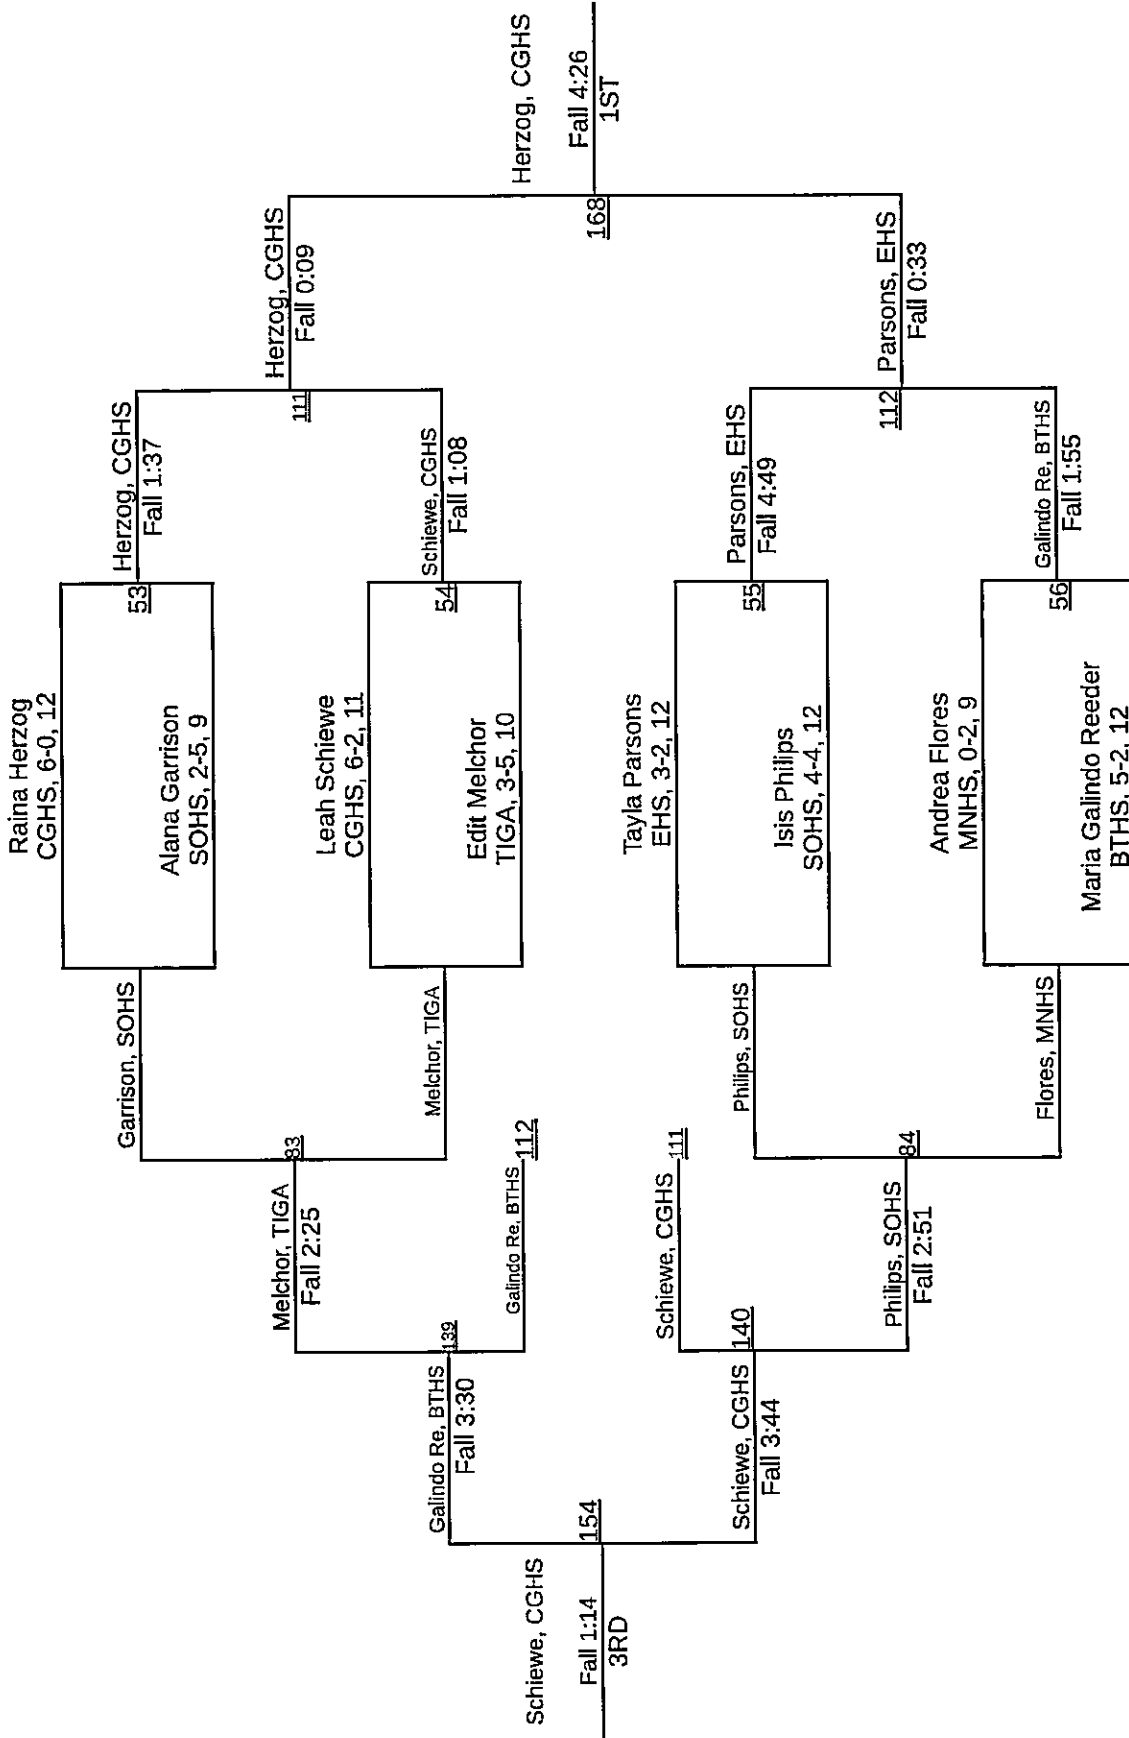 Raina Herzog
CGHS, 6-0, 12
Alana Garrison
SOHS, 2-5, 9
53
Leah Schiewe
CGHS, 6-2, 11
Edit Melchor
TIGA, 3-5, 10
54
Tayla Parsons
EHS, 3-2, 12
Isis Philips
SOHS, 4-4, 12
55
Andrea Flores
MNHS, 0-2, 9
Maria Galindo Reeder
BTHS, 5-2, 12
56
Herzog, CGHS
Fall 1:37
Schiewe, CGHS
Fall 1:08
111
Parsons, EHS
Fall 4:49
Galindo Re, BTHS
Fall 1:55
112
Herzog, CGHS
Fall 0:09
Parsons, EHS
Fall 0:33
168
Herzog, CGHS
Fall 4:26
1ST
Garrison, SOHS
Melchor, TIGA
83
Philips, SOHS
Flores, MNHS
84
Melchor, TIGA
Fall 2:25
Galindo Re, BTHS
112
139
Schiewe, CGHS
111
Philips, SOHS
Fall 2:51
140
Galindo Re, BTHS
Fall 3:30
Schiewe, CGHS
Fall 3:44
154
Schiewe, CGHS
Fall 1:14
3RD